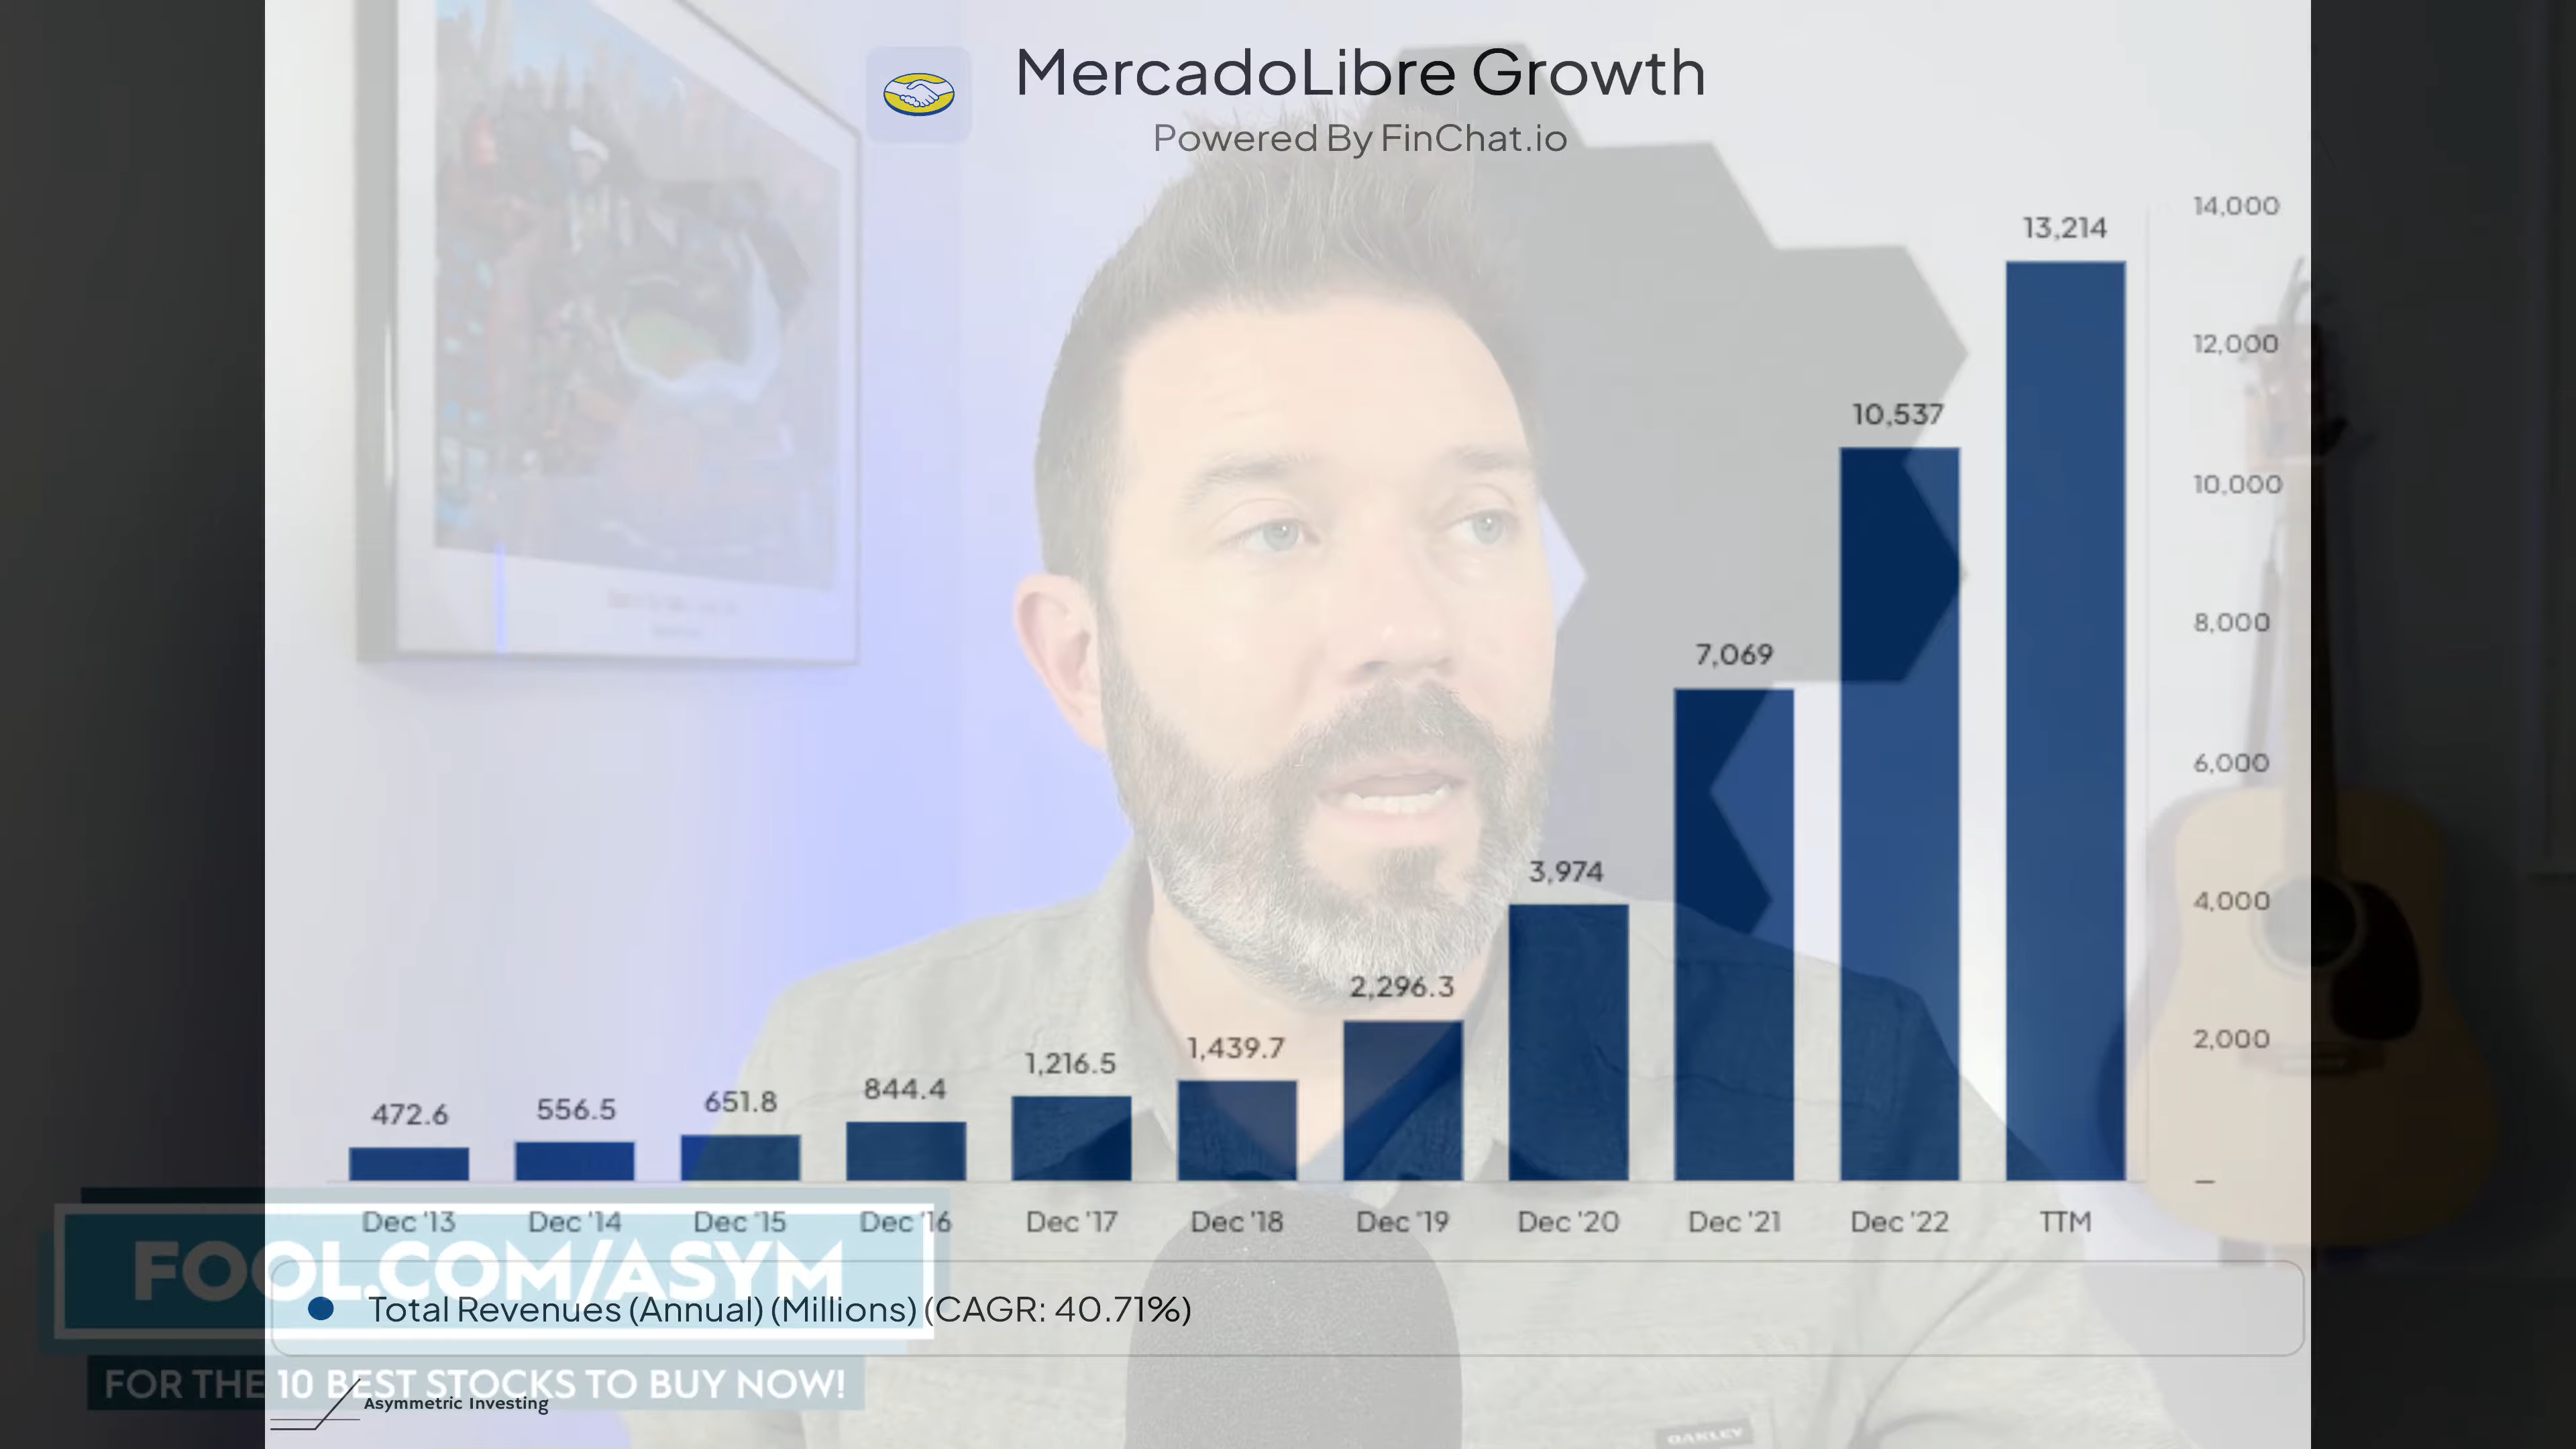 MercadoLibre Growth
Powered By FinChat.io
14,000
13,214
12,000
10,537
10,000
8,000
7,069
6,000
3,974
4,000
2,296.3
2,000
1,439.7
1,216.5
844.4
651.8
556.5
472.6
—
Dec '13 Dec '14 Dec '15 Dec '16 Dec '17 Dec '18 Dec '19 Dec '20 Dec '21 Dec '22 TTM
FOOL.COM/ASYM
Total Revenues (Annual) (Millions) (CAGR: 40.71%)
FOR THE 10 BEST STOCKS TO BUY NOW!
Asymmetric Investing
OAKLEY